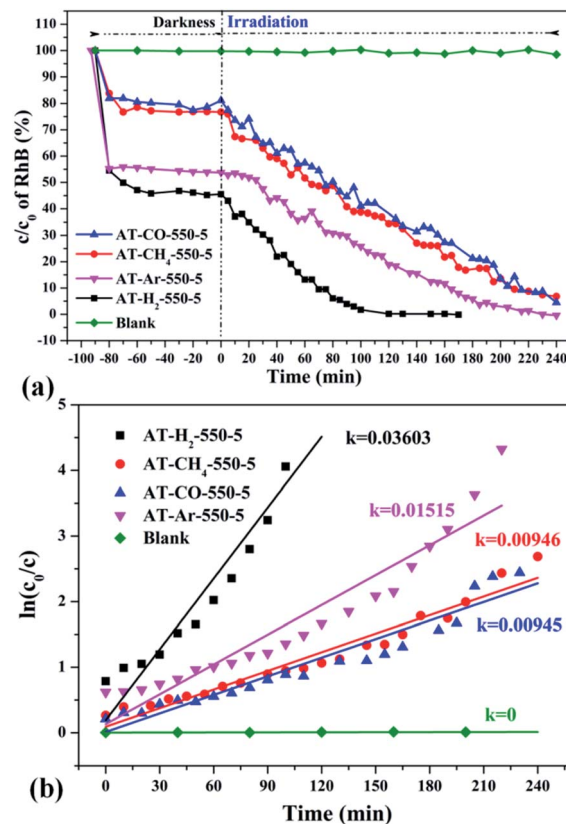 Darkness Irradiation
110
100
90
80
70
60
50
40
30
20
10
0
-10
c/c₀ of RhB (%)
AT-CO-550-5
AT-CH₄-550-5
AT-Ar-550-5
AT-H₂-550-5
Blank
-100 -80 -60 -40 -20 0 20 40 60 80 100 120 140 160 180 200 220 240
Time (min)
(a)
5
4
3
2
1
0
ln(c₀/c)
AT-H₂-550-5
AT-CH₄-550-5
AT-CO-550-5
AT-Ar-550-5
Blank
k=0.03603
k=0.01515
k=0.00946
k=0.00945
k=0
0 30 60 90 120 150 180 210 240
Time (min)
(b)